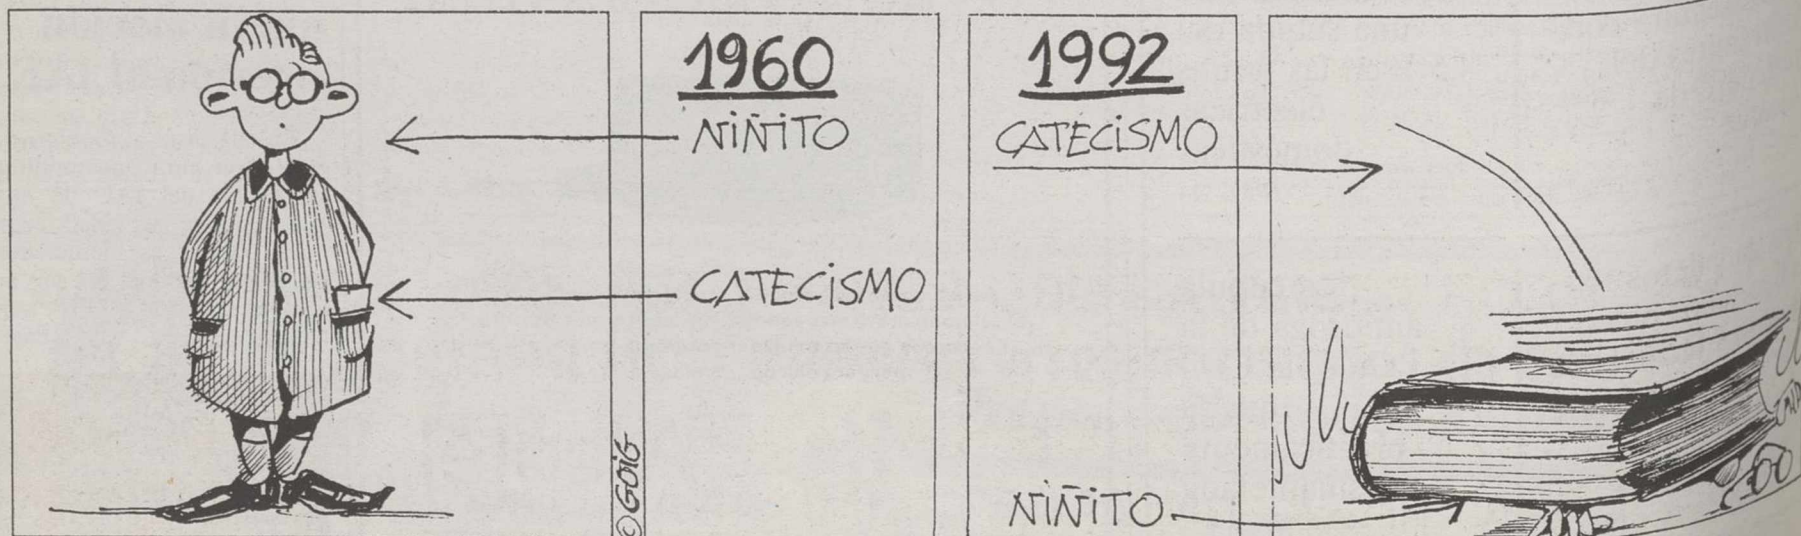 1960
NIÑITO
CATECISMO
©GOIG
1992
CATECISMO
NIÑITO